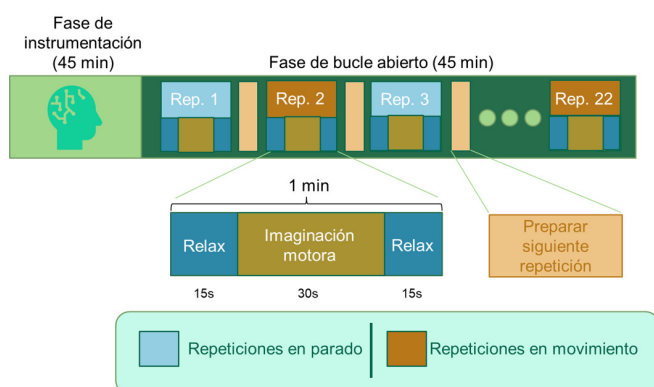 Fase de
instrumentación
(45 min)
Fase de bucle abierto (45 min)
Rep. 1
Rep. 2
Rep. 3
Rep. 22
1 min
Relax
Imaginación
motora
Relax
Preparar
siguiente
repetición
15s
30s
15s
Repeticiones en parado
Repeticiones en movimiento